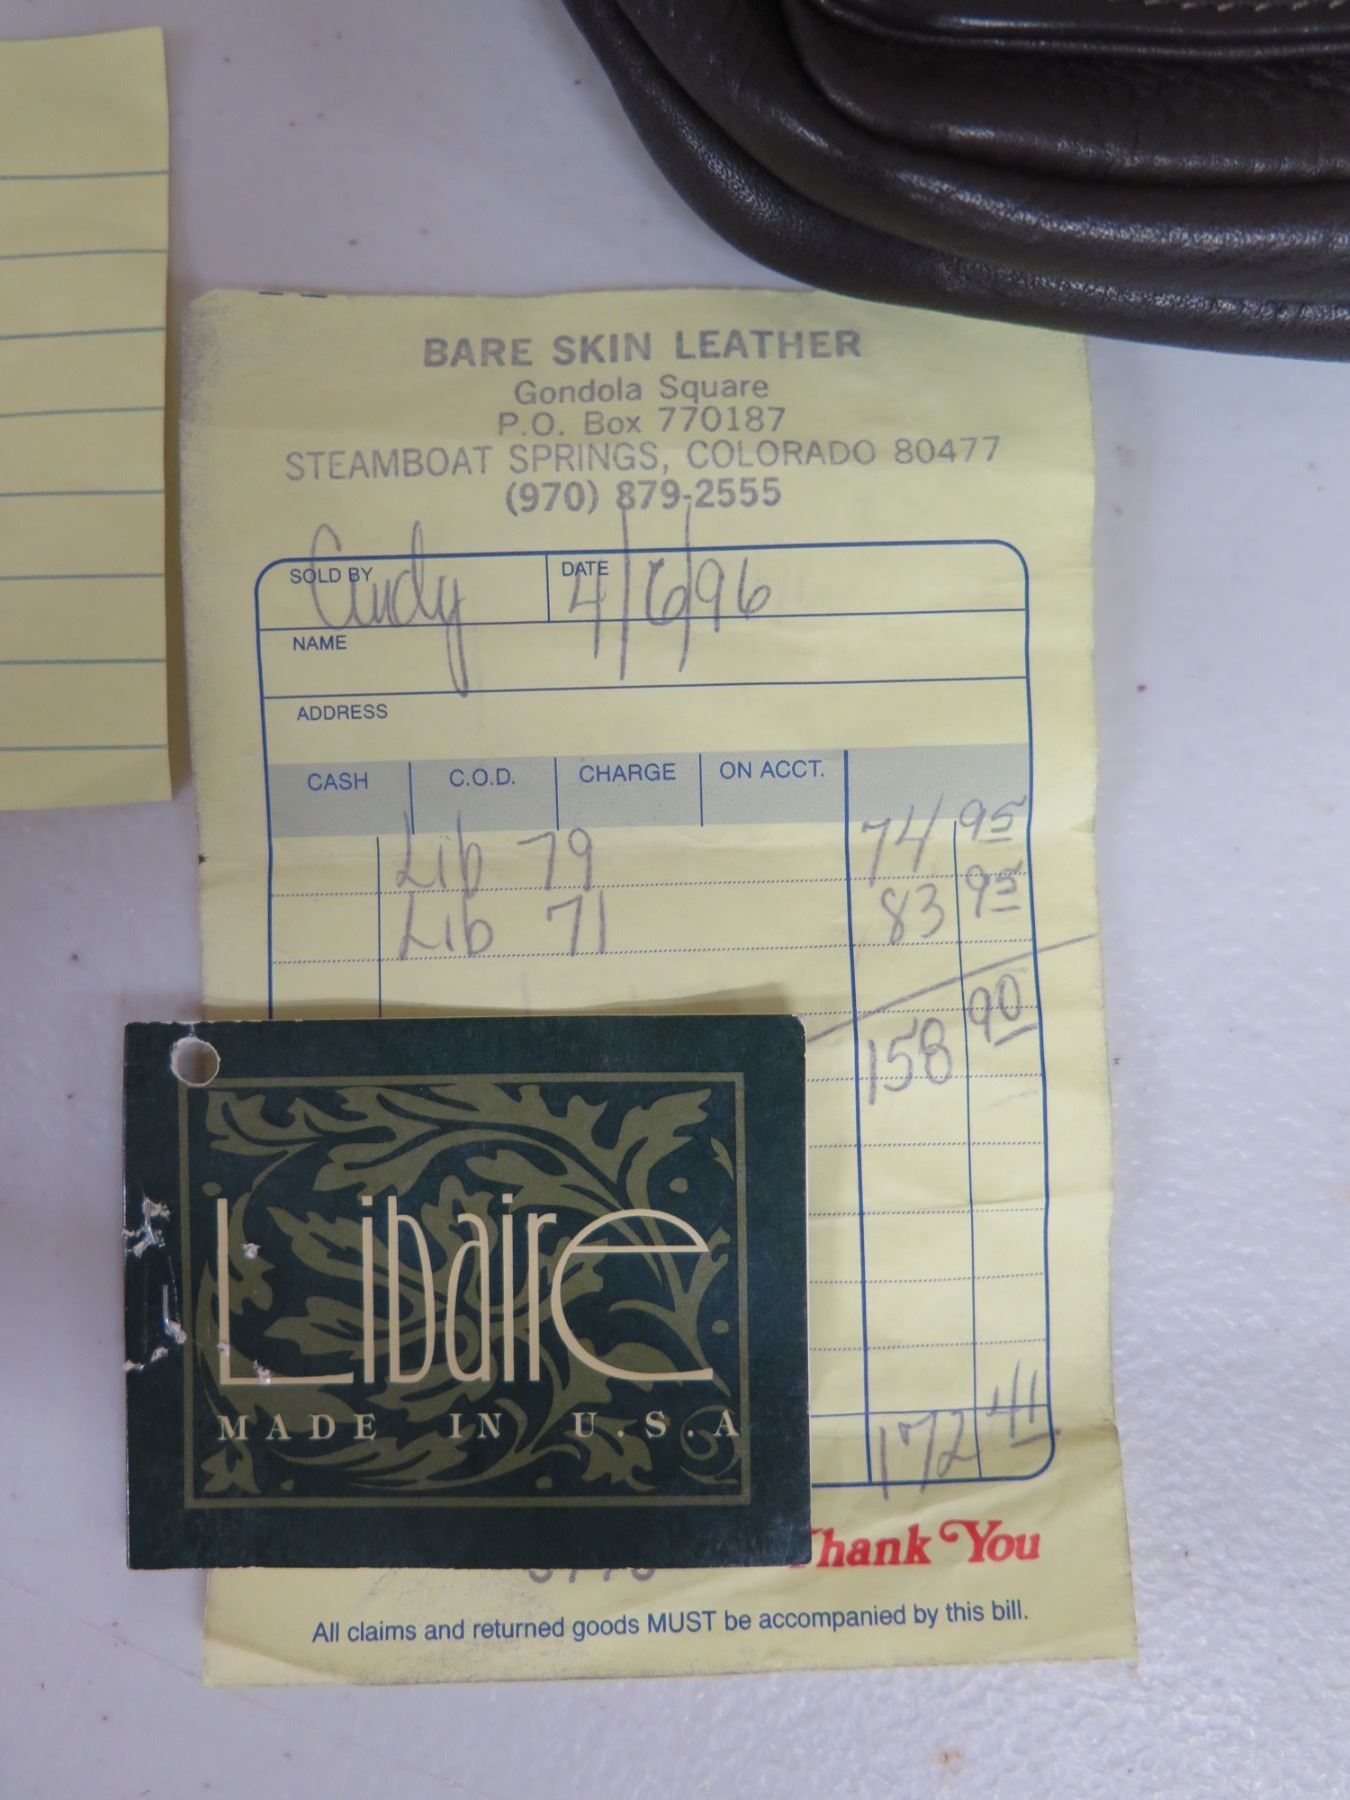 BARE SKIN LEATHER
Gondola Square
P.O. Box 770187
STEAMBOAT SPRINGS, COLORADO 80477
(970) 879-2555
SOLD BY Cindy DATE 4/6/96
NAME
ADDRESS
CASH C.O.D. CHARGE ON ACCT.
Lib 79 74 95
Lib 71 83 95
158 90
Libaire
MADE IN U.S.A
172 41
Thank You
All claims and returned goods MUST be accompanied by this bill.